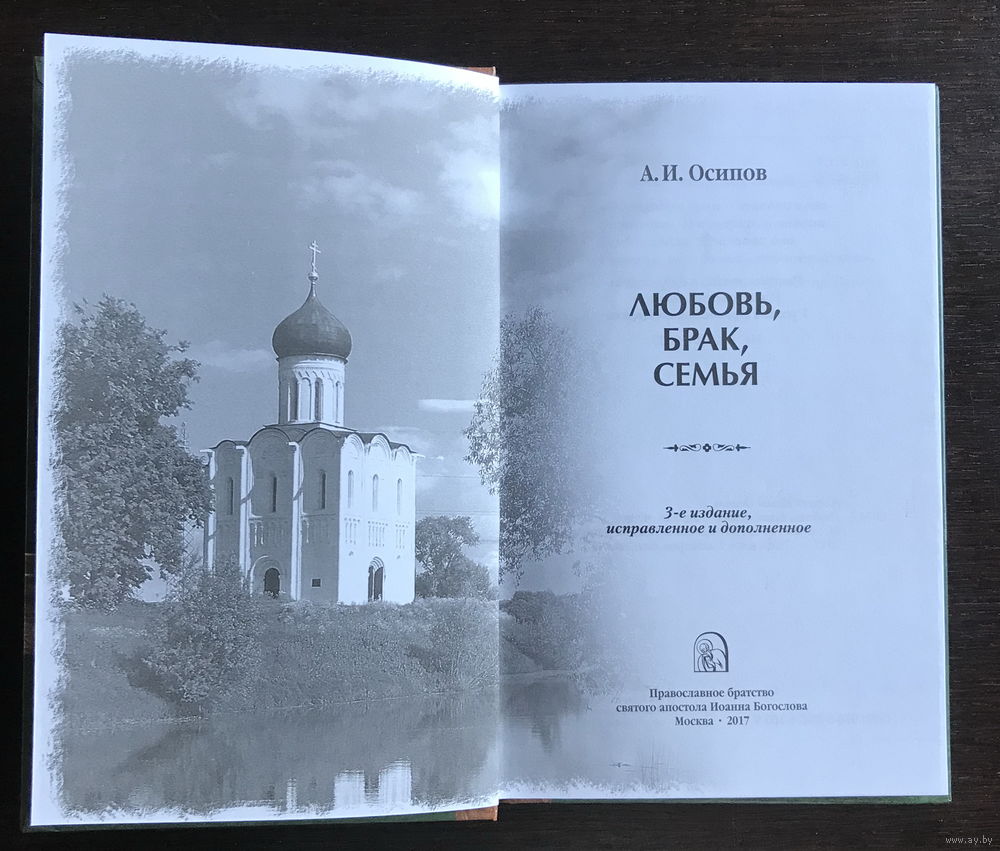 А. И. Осипов
ЛЮБОВЬ,
БРАК,
СЕМЬЯ
3-е издание,
исправленное и дополненное
Православное братство
святого апостола Иоанна Богослова
Москва · 2017
www.ay.by